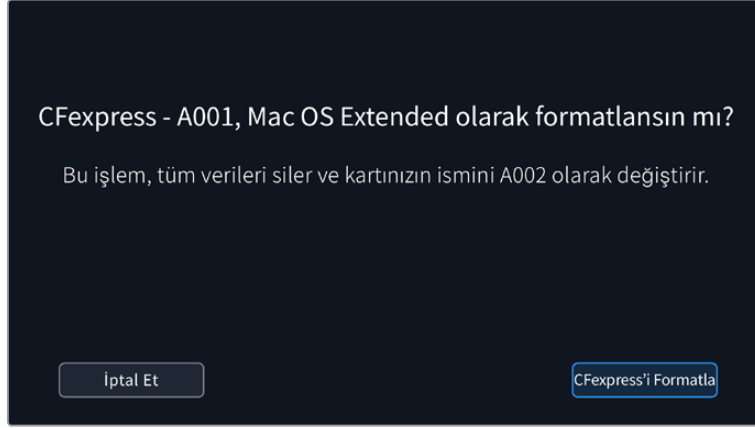 CFexpress - A001, Mac OS Extended olarak formatlansın mı?
Bu işlem, tüm verileri siler ve kartınızın ismini A002 olarak değiştirir.
İptal Et
CFexpress'i Formatla